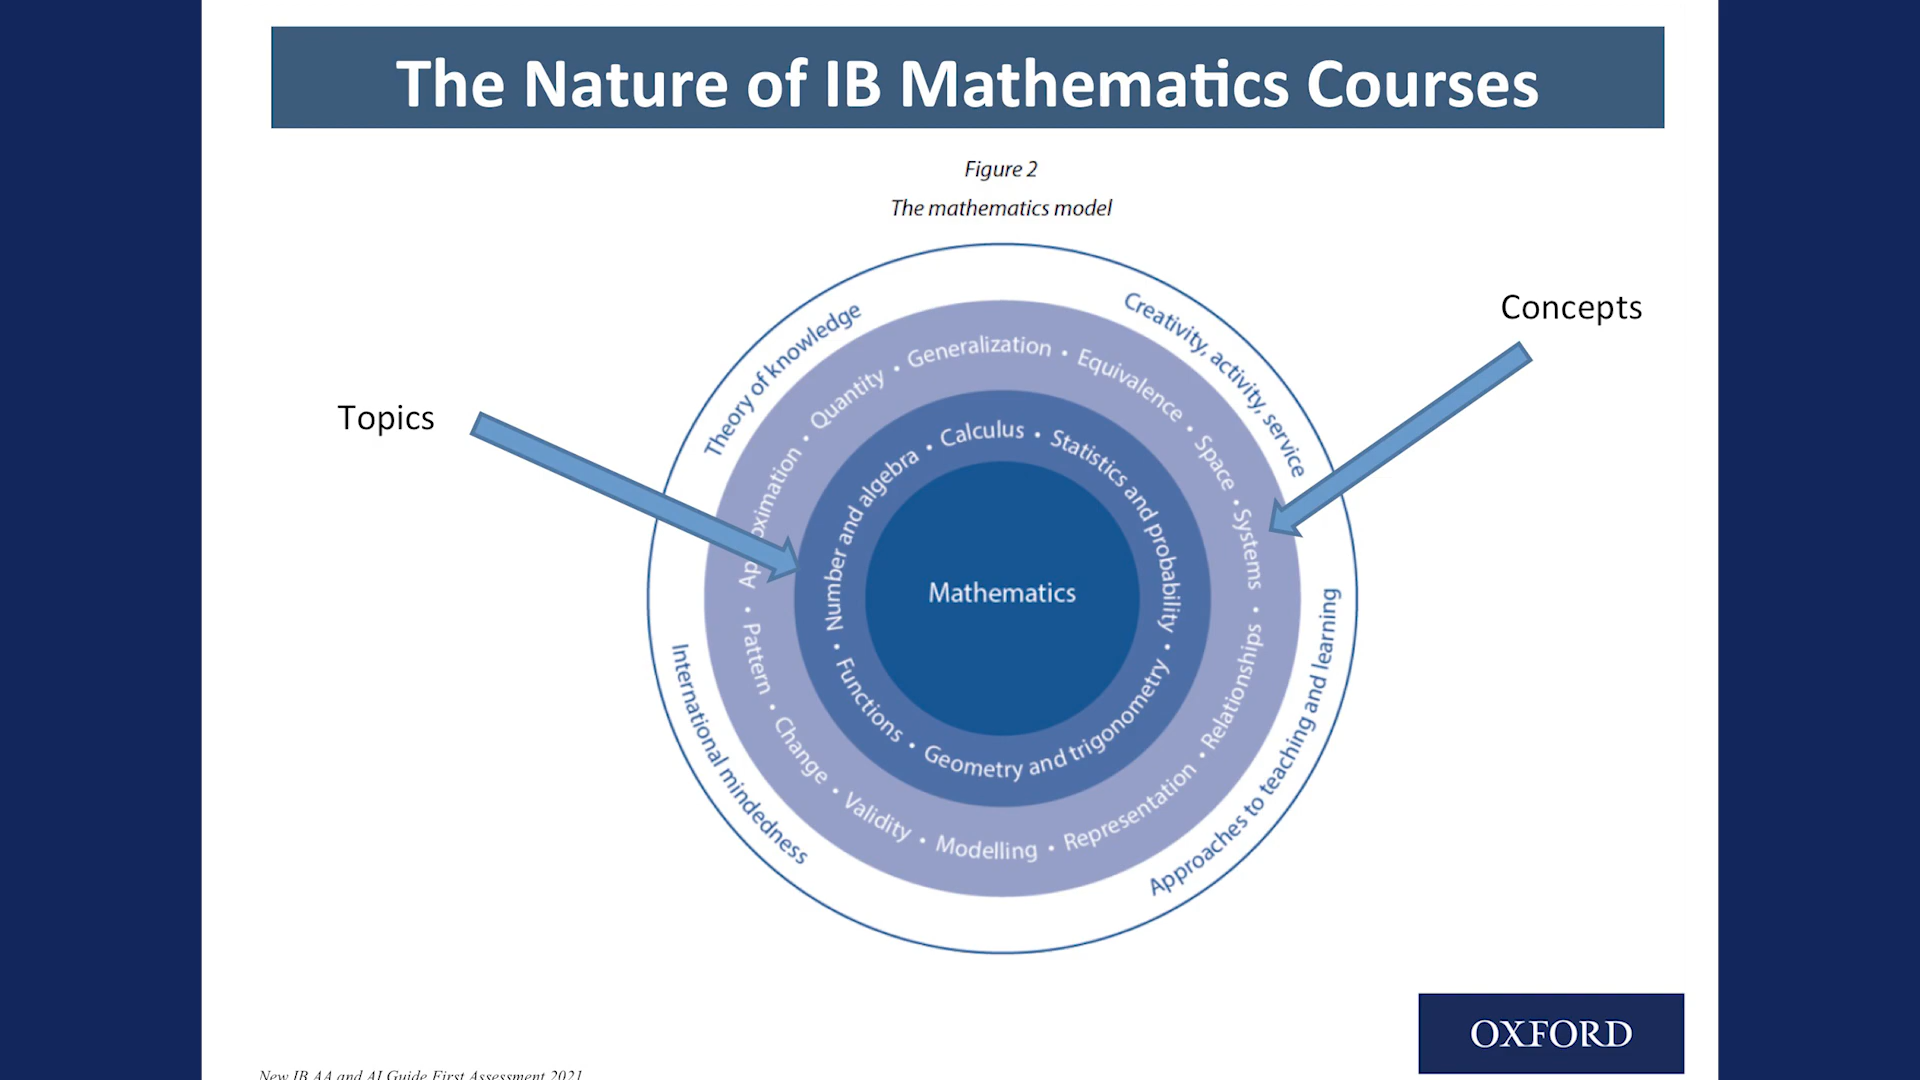 The Nature of IB Mathematics Courses
Figure 2
The mathematics model
Concepts
Topics
Theory of knowledge
Creativity, activity, service
Approaches to teaching and learning
International mindedness
Quantity • Generalization • Equivalence • Space • Systems • Relationships • Representation • Modelling • Validity • Change • Pattern •
Number and algebra • Calculus • Statistics and probability • Geometry and trigonometry • Functions •
Mathematics
OXFORD
New IB AA and AI Guide First Assessment 2021